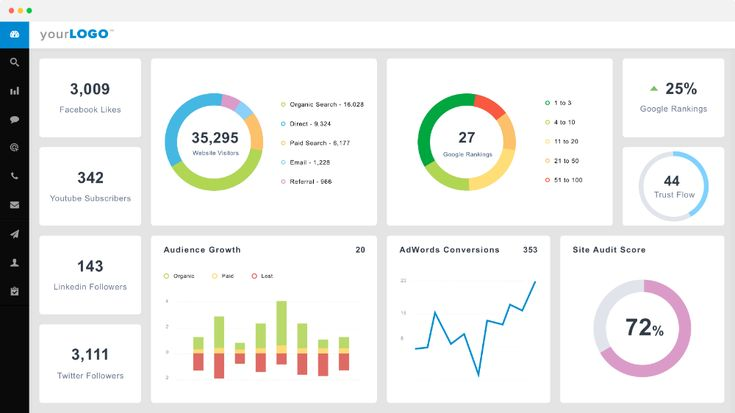 yourLOGO™
3,009
Facebook Likes
342
Youtube Subscribers
143
Linkedin Followers
3,111
Twitter Followers
35,295
Website Visitors
Organic Search - 16,028
Direct - 9,324
Paid Search - 6,177
Email - 1,228
Referral - 966
27
Google Rankings
1 to 3
4 to 10
11 to 20
21 to 50
51 to 100
25%
Google Rankings
44
Trust Flow
Audience Growth 20
Organic Paid Lost
4
2
0
-2
AdWords Conversions 353
15
8
Site Audit Score
72%